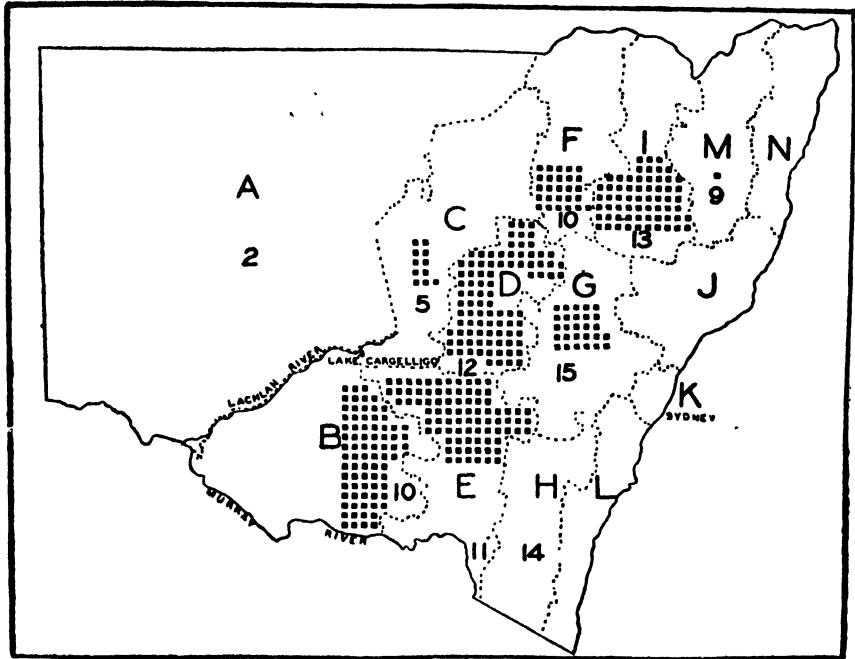 F I M N
A 9
C 10 13
2 D G J
5
LACHLAN RIVER LAKE CARGELLIGO 12 15
K
SYDNEY
B
10 E H L
MURRAY RIVER
11 14